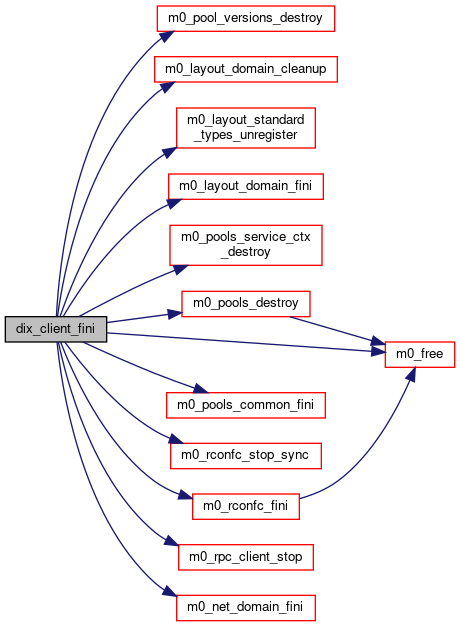 m0_pool_versions_destroy
m0_layout_domain_cleanup
m0_layout_standard
_types_unregister
m0_layout_domain_fini
m0_pools_service_ctx
_destroy
m0_pools_destroy
dix_client_fini
m0_free
m0_pools_common_fini
m0_rconfc_stop_sync
m0_rconfc_fini
m0_rpc_client_stop
m0_net_domain_fini